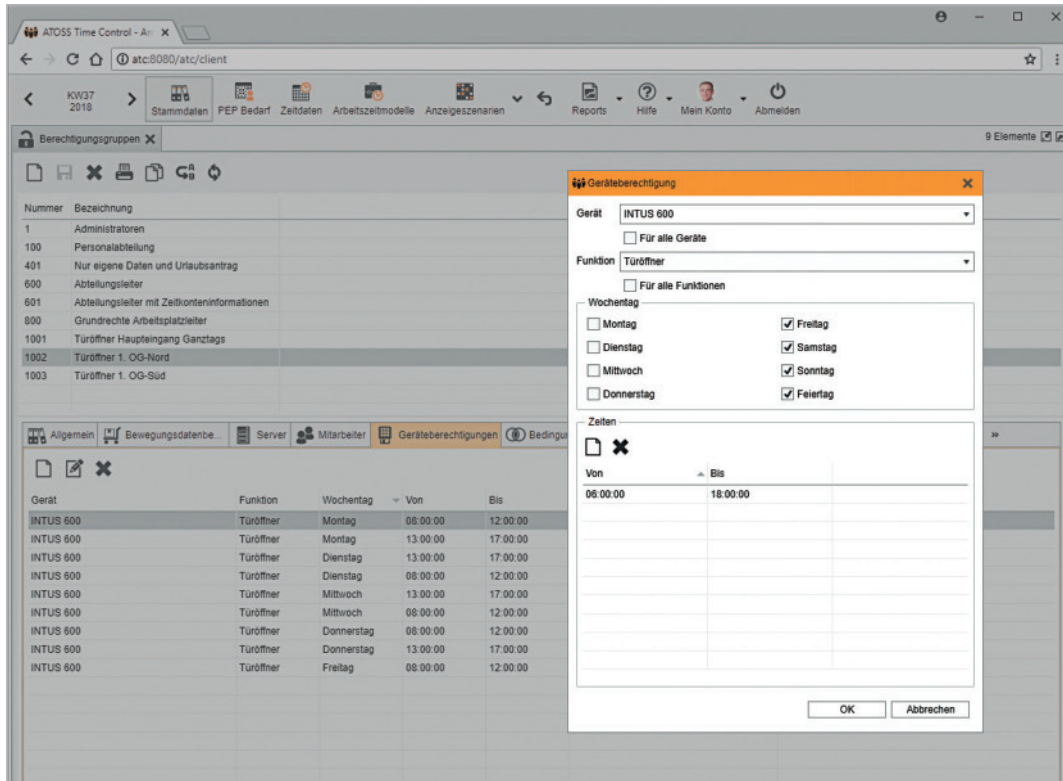 ATOSS Time Control - An
atc:8080/atc/client
KW37
2018
Stammdaten PEP Bedarf Zeitdaten Arbeitszeitmodelle Anzeigeszenarien Reports Hilfe Mein Konto Abmelden
Berechtigungsgruppen
9 Elemente
Nummer Bezeichnung
1 Administratoren
100 Personalabteilung
401 Nur eigene Daten und Urlaubsantrag
600 Abteilungsleiter
601 Abteilungsleiter mit Zeitkonteninformationen
800 Grundrechte Arbeitsplatzleiter
1001 Türöffner Haupteingang Ganztags
1002 Türöffner 1. OG-Nord
1003 Türöffner 1. OG-Süd
Allgemein Bewegungsdatenbe... Server Mitarbeiter Geräteberechtigungen Bedingu
Gerät Funktion Wochentag Von Bis
INTUS 600 Türöffner Montag 08:00:00 12:00:00
INTUS 600 Türöffner Montag 13:00:00 17:00:00
INTUS 600 Türöffner Dienstag 13:00:00 17:00:00
INTUS 600 Türöffner Dienstag 08:00:00 12:00:00
INTUS 600 Türöffner Mittwoch 13:00:00 17:00:00
INTUS 600 Türöffner Mittwoch 08:00:00 12:00:00
INTUS 600 Türöffner Donnerstag 08:00:00 12:00:00
INTUS 600 Türöffner Donnerstag 13:00:00 17:00:00
INTUS 600 Türöffner Freitag 08:00:00 12:00:00
Geräteberechtigung
Gerät INTUS 600
Für alle Geräte
Funktion Türöffner
Für alle Funktionen
Wochentag
Montag Freitag
Dienstag Samstag
Mittwoch Sonntag
Donnerstag Feiertag
Zeiten
Von Bis
06:00:00 18:00:00
OK Abbrechen